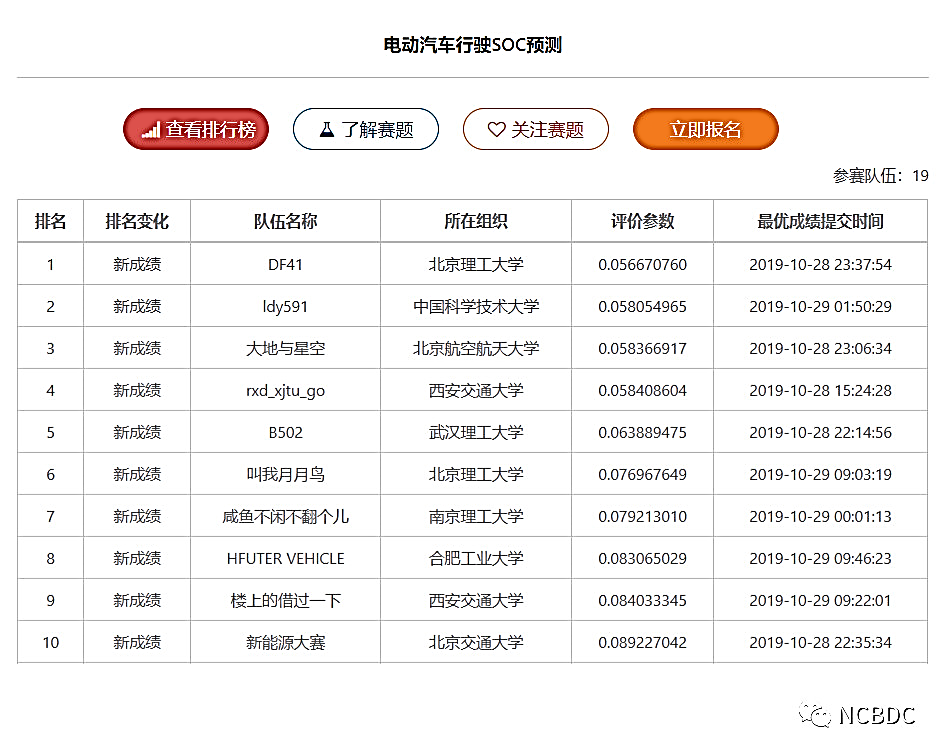 电动汽车行驶SOC预测
查看排行榜 了解赛题 关注赛题 立即报名
参赛队伍：19
排名 排名变化 队伍名称 所在组织 评价参数 最优成绩提交时间
1 新成绩 DF41 北京理工大学 0.056670760 2019-10-28 23:37:54
2 新成绩 ldy591 中国科学技术大学 0.058054965 2019-10-29 01:50:29
3 新成绩 大地与星空 北京航空航天大学 0.058366917 2019-10-28 23:06:34
4 新成绩 rxd_xjtu_go 西安交通大学 0.058408604 2019-10-28 15:24:28
5 新成绩 B502 武汉理工大学 0.063889475 2019-10-28 22:14:56
6 新成绩 叫我月月鸟 北京理工大学 0.076967649 2019-10-29 09:03:19
7 新成绩 咸鱼不闲不翻个儿 南京理工大学 0.079213010 2019-10-29 00:01:13
8 新成绩 HFUTER VEHICLE 合肥工业大学 0.083065029 2019-10-29 09:46:23
9 新成绩 楼上的借过一下 西安交通大学 0.084033345 2019-10-29 09:22:01
10 新成绩 新能源大赛 北京交通大学 0.089227042 2019-10-28 22:35:34
NCBDC